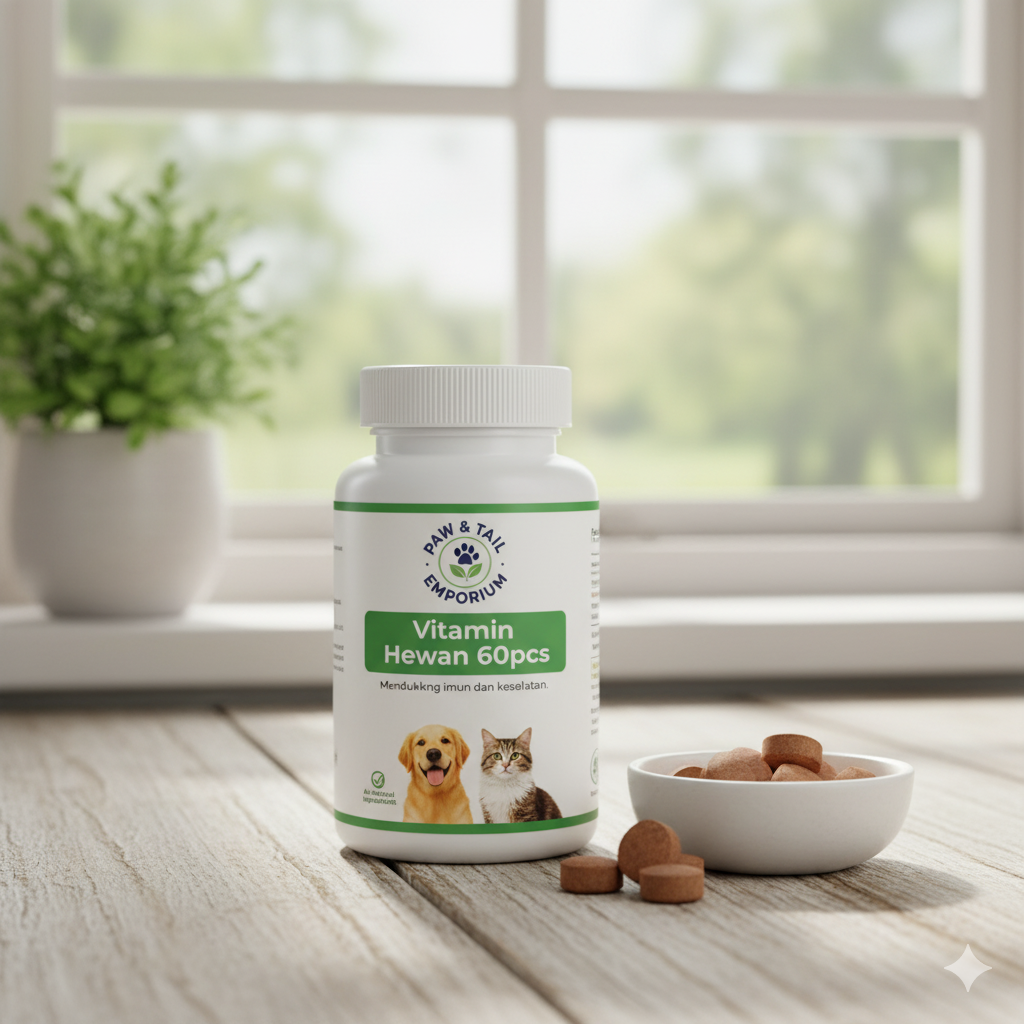 PAW & TAIL
EMPORIUM
Vitamin
Hewan 60pcs
Mendukkng imun dan keselatan.